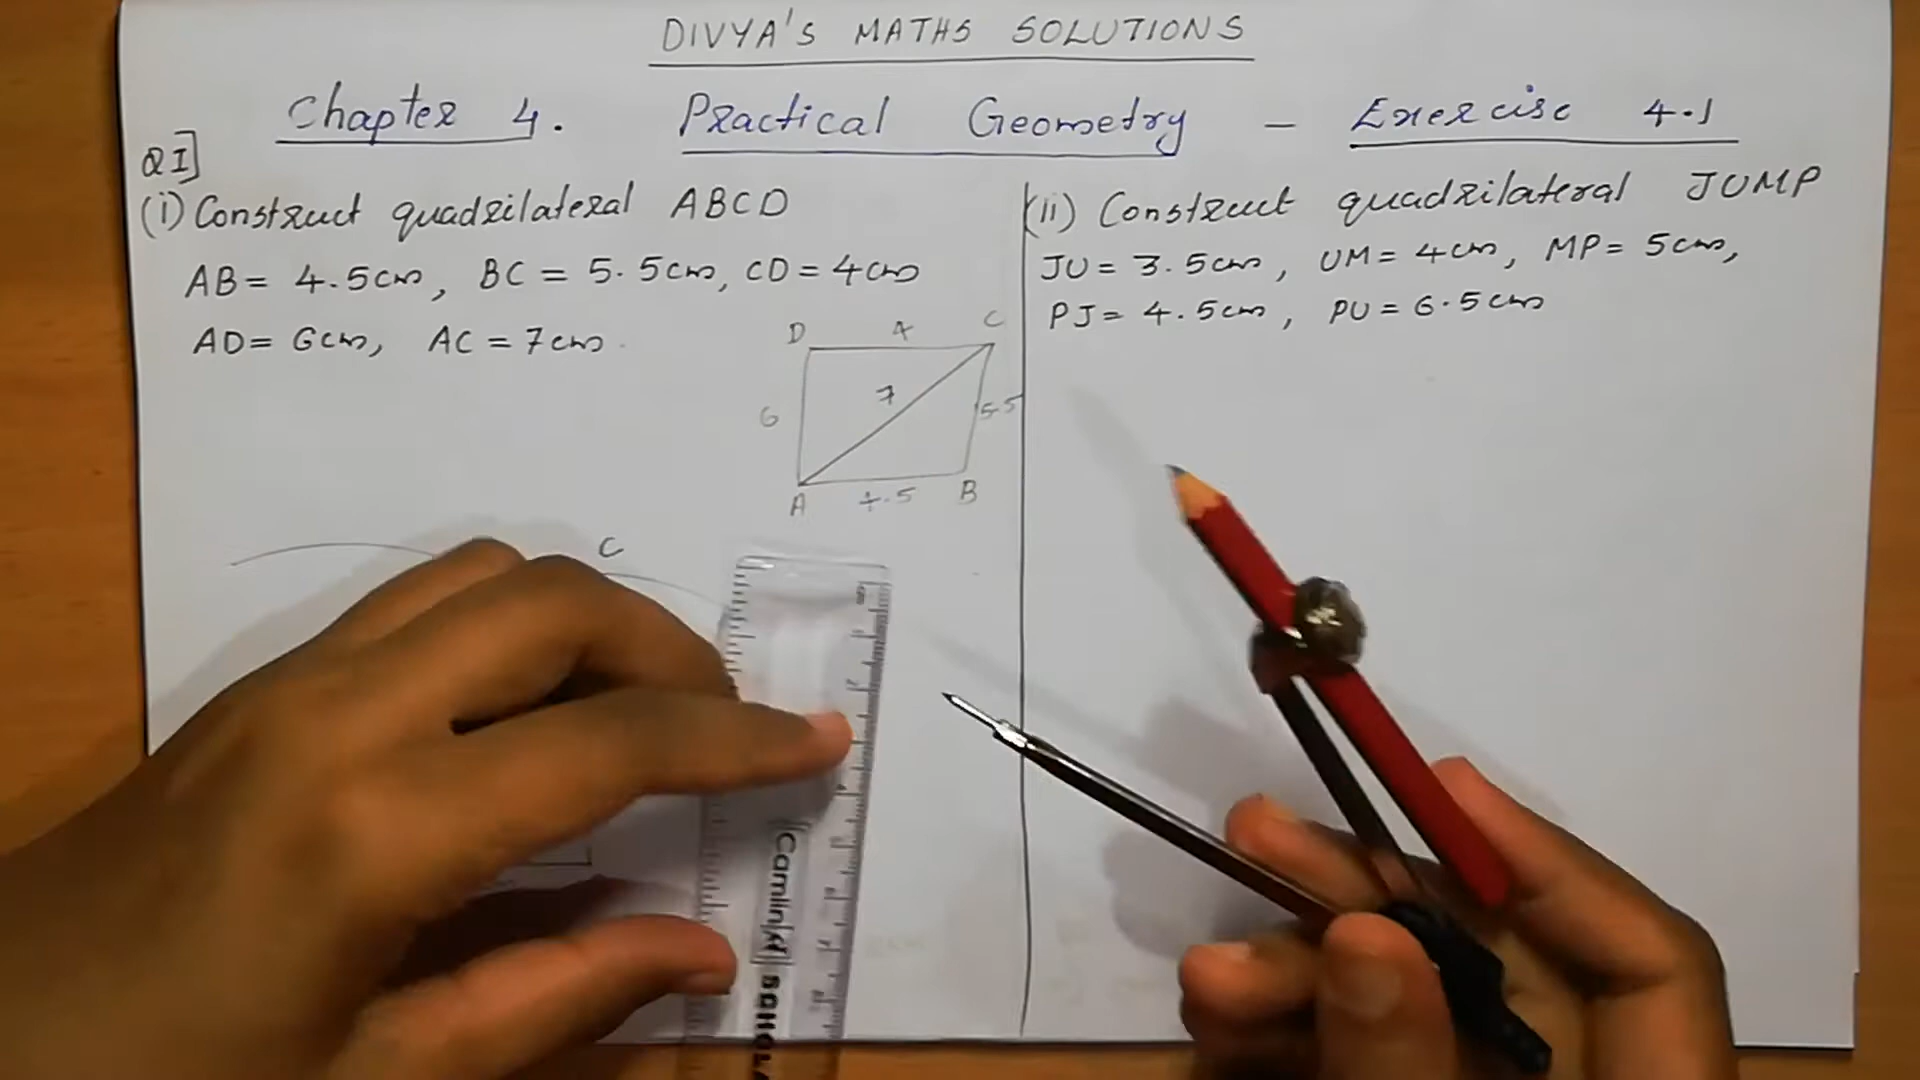 DIVYA'S MATHS SOLUTIONS
Chapter 4. Practical Geometry - Exercise 4.1
Q I]
(i) Construct quadrilateral ABCD
AB = 4.5cm, BC = 5.5cm, CD = 4cm
AD = 6cm, AC = 7cm.
D 4 C
7
6 5.5
A 4.5 B
C
(ii) Construct quadrilateral JUMP
JU = 3.5cm, UM = 4cm, MP = 5cm,
PJ = 4.5cm, PU = 6.5cm
cm
Camlin